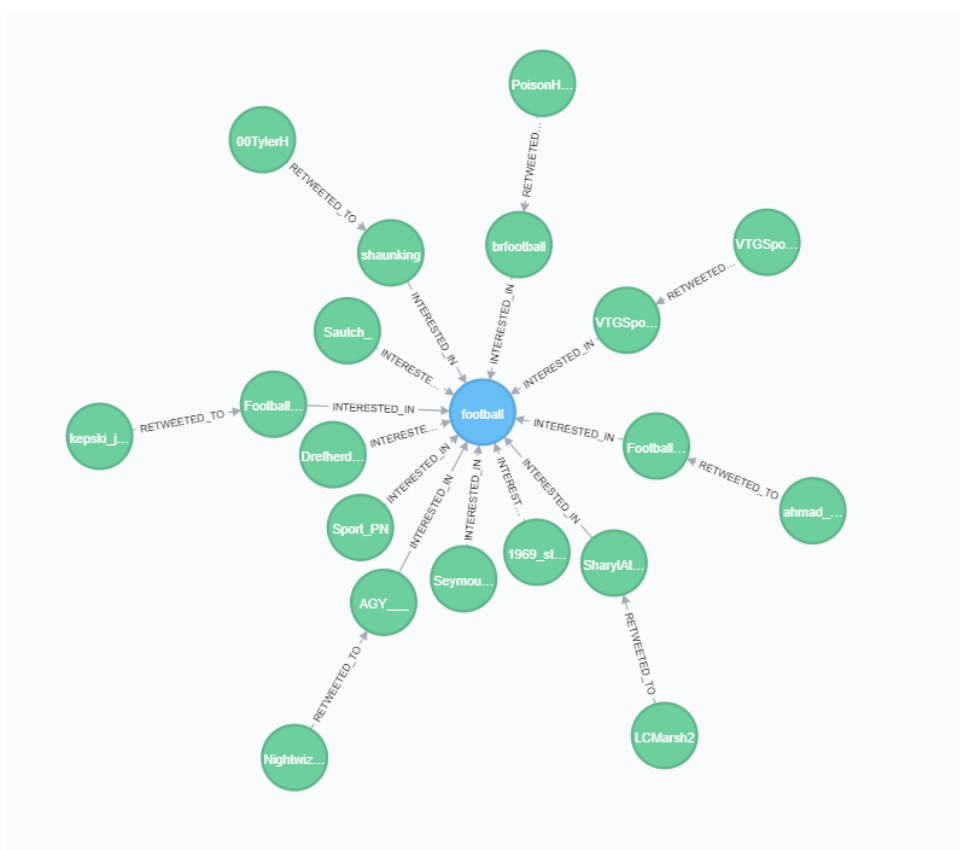 PoisonH...
00TylerH
RETWEETED...
RETWEETED_TO
VTGSpo...
brfootball
shaunking
RETWEETED...
INTERESTED_IN
INTERESTED_IN
VTGSpo...
Sautch_
INTERESTE...
INTERESTED_IN
Football...
INTERESTED_IN
football
RETWEETED_TO
kepski_j...
INTERESTED_IN
INTERESTE...
Football...
Drefherd...
INTERESTED_IN
INTERESTED_IN
INTERESTED_IN
INTEREST...
INTERESTED_IN
RETWEETED_TO
ahmad_...
Sport_PN
1969_st...
SharylAt...
Seymou...
AGY___
RETWEETED_TO
RETWEETED_TO
LCMarsh2
Nightwiz...